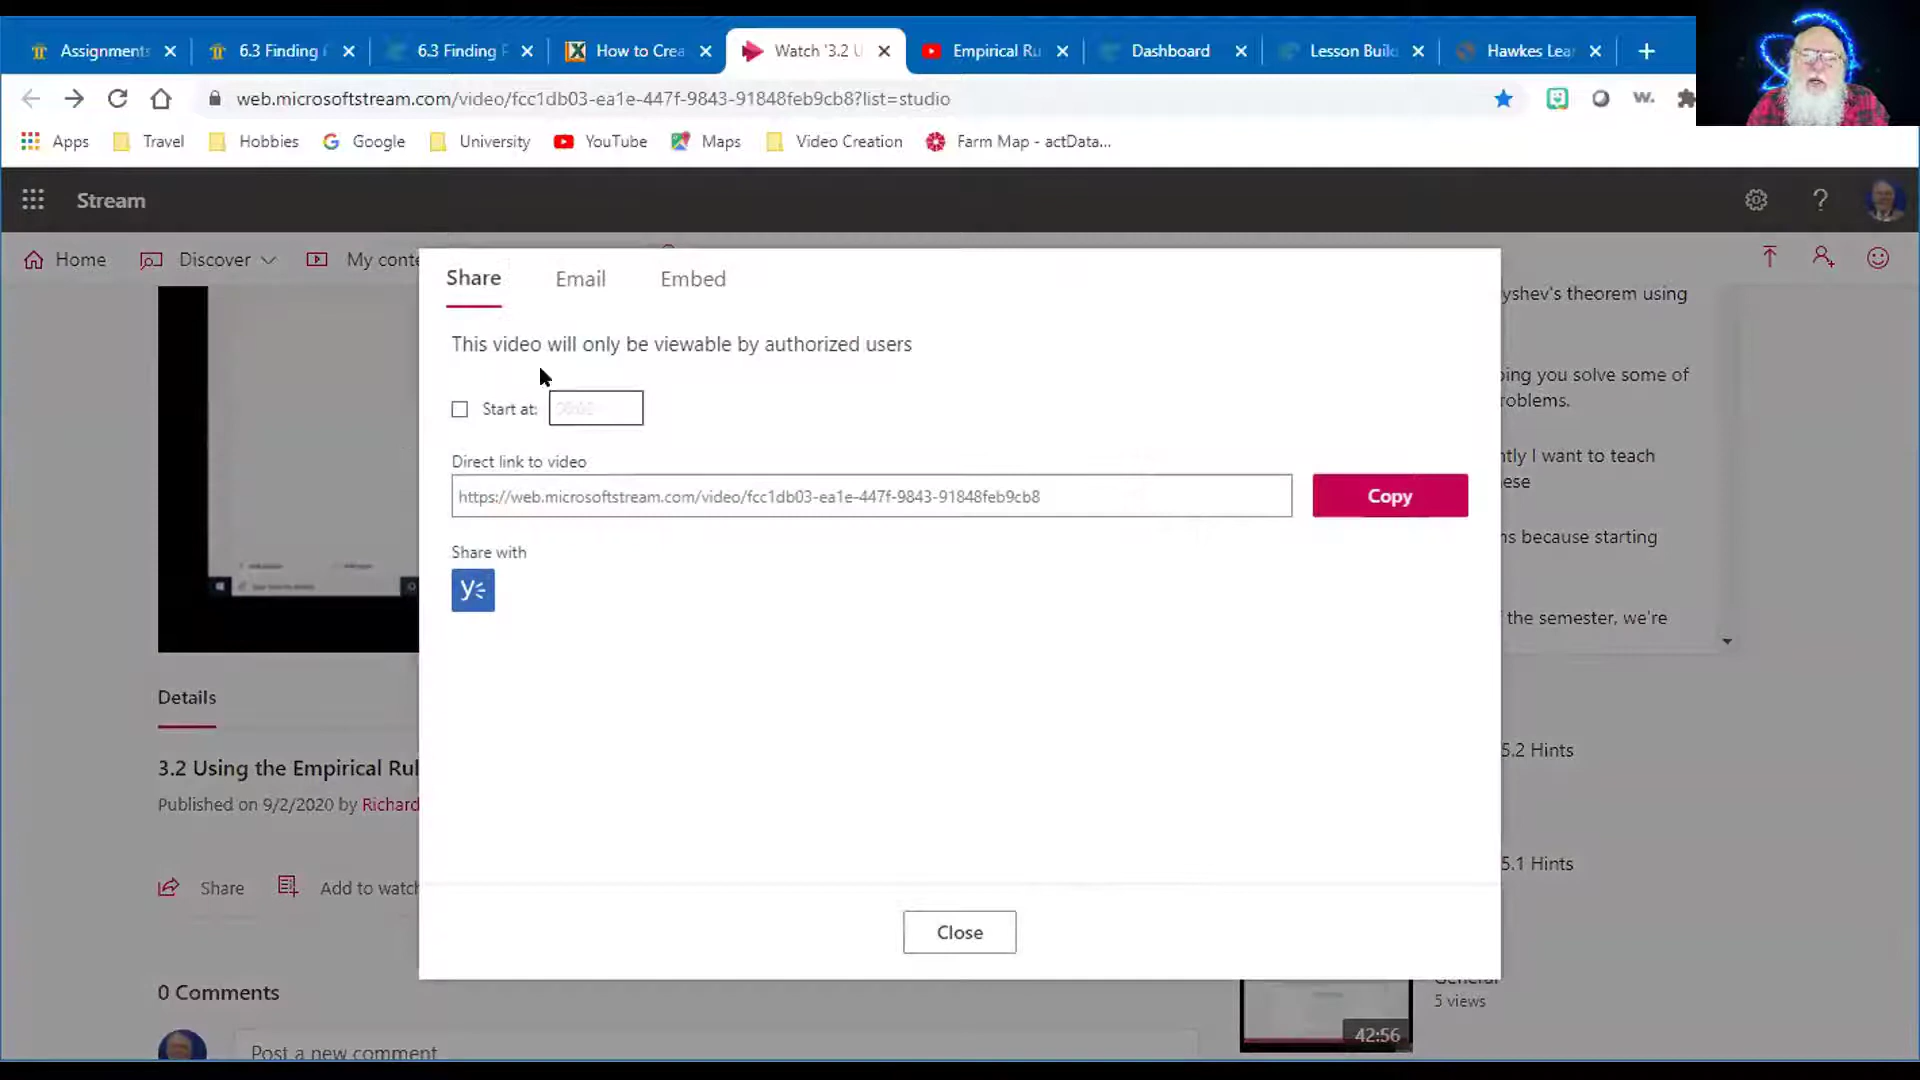 Assignments
6.3 Finding
6.3 Finding
How to Crea
Watch '3.2 U
Empirical Ru
Dashboard
Lesson Buil
Hawkes Lea
web.microsoftstream.com/video/fcc1db03-ea1e-447f-9843-91848feb9cb8?list=studio
w.
Apps
Travel
Hobbies
Google
University
YouTube
Maps
Video Creation
Farm Map - actData...
Stream
?
Home
Discover
My conte
Share
Email
Embed
This video will only be viewable by authorized users
Start at:
Direct link to video
https://web.microsoftstream.com/video/fcc1db03-ea1e-447f-9843-91848feb9cb8
Copy
Share with
yshev's theorem using
ping you solve some of
roblems.
ntly I want to teach
ese
ns because starting
the semester, we're
Details
3.2 Using the Empirical Rul
Published on 9/2/2020 by Richard
Share
Add to watch
5.2 Hints
5.1 Hints
Close
0 Comments
Post a new comment
General
5 views
42:56